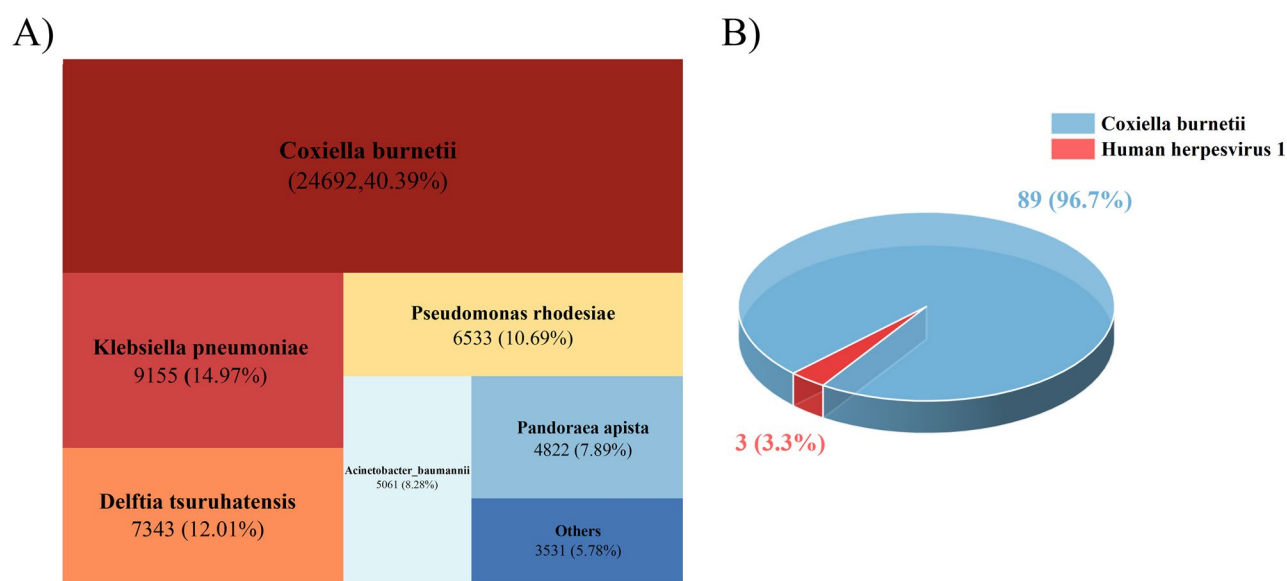 A)
Coxiella burnetii
(24692,40.39%)
Klebsiella pneumoniae
9155 (14.97%)
Delftia tsuruhatensis
7343 (12.01%)
Pseudomonas rhodesiae
6533 (10.69%)
Acinetobacter_baumannii
5061 (8.28%)
Pandoraea apista
4822 (7.89%)
Others
3531 (5.78%)
B)
Coxiella burnetii
Human herpesvirus 1
89 (96.7%)
3 (3.3%)